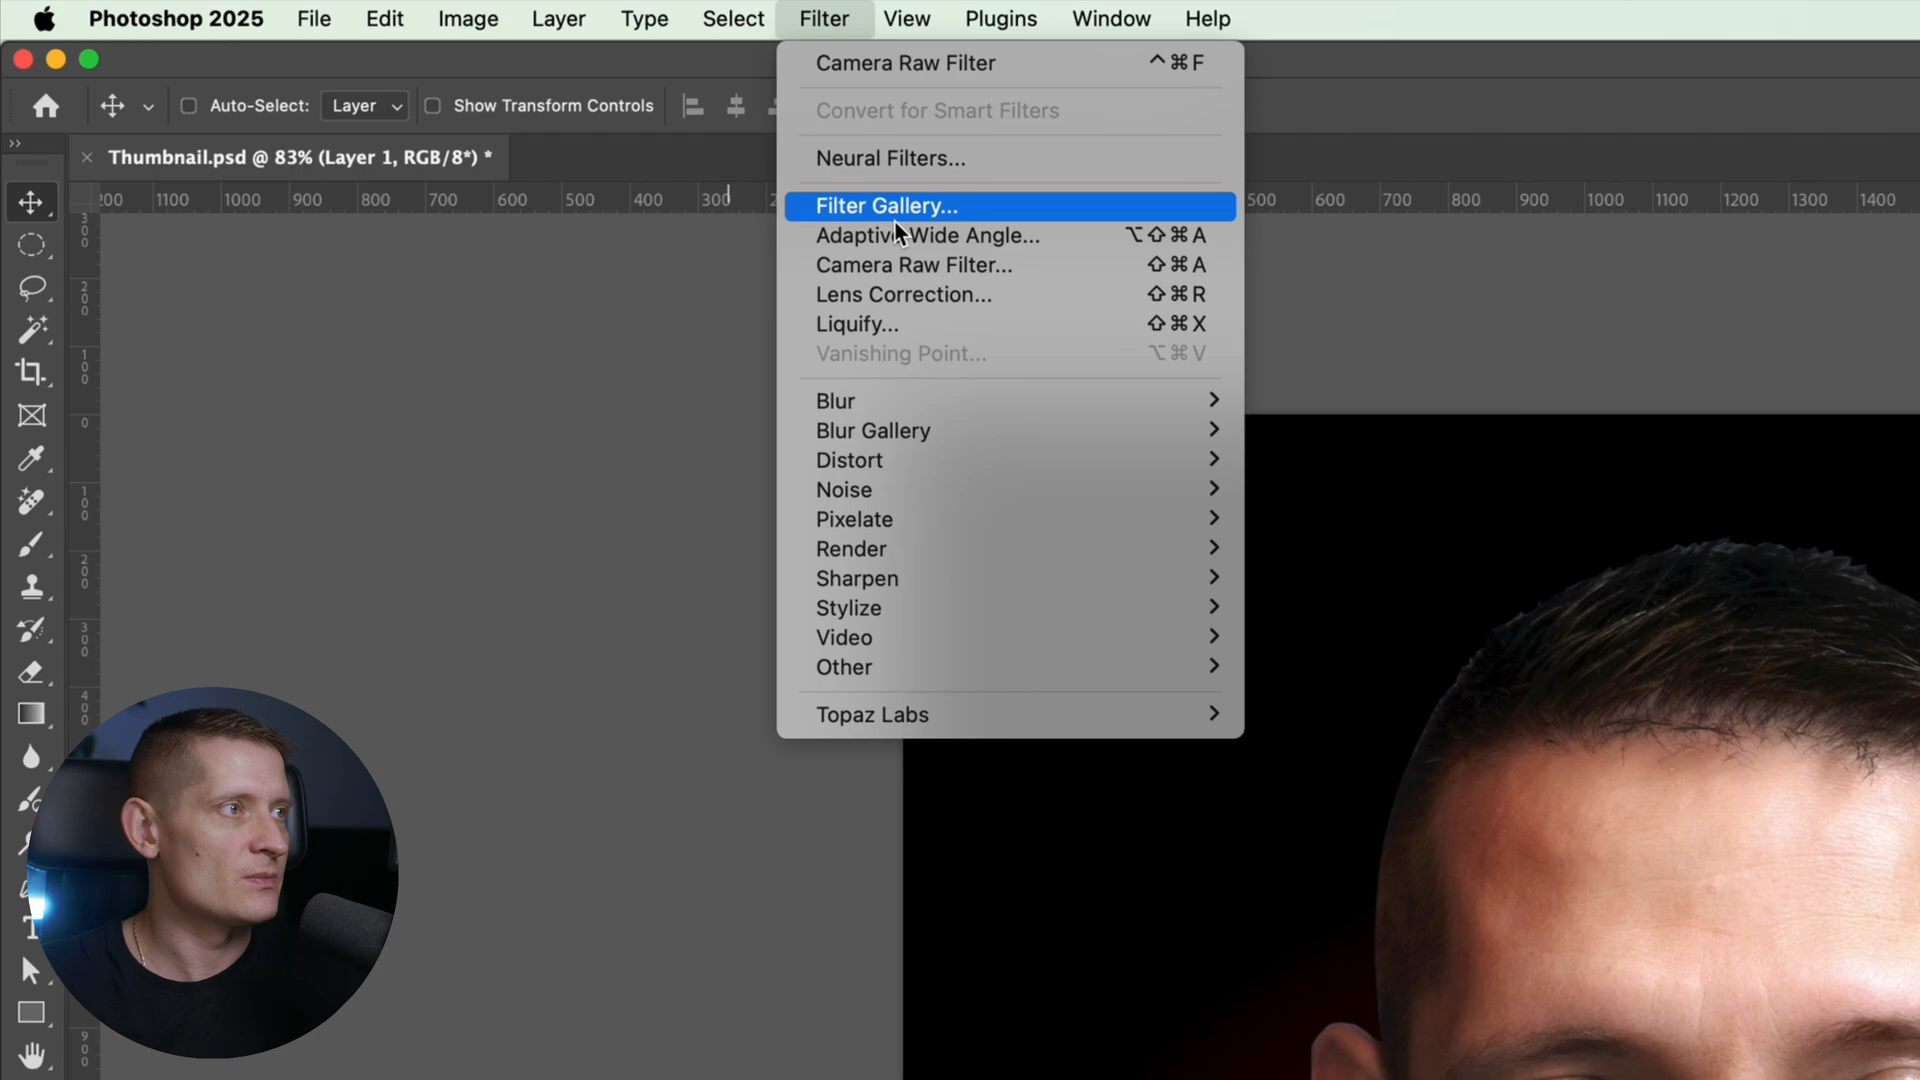 Photoshop 2025 File Edit Image Layer Type Select Filter View Plugins Window Help
Auto-Select: Layer Show Transform Controls
Thumbnail.psd @ 83% (Layer 1, RGB/8*) *
1100 1000 900 800 700 600 500 400 300
500 600 700 800 900 1000 1100 1200 1300 1400
300
200
100
0
100
200
300
400
900
Camera Raw Filter ^⌘F
Convert for Smart Filters
Neural Filters...
Filter Gallery...
Adaptive Wide Angle... ⌥⇧⌘A
Camera Raw Filter... ⇧⌘A
Lens Correction... ⇧⌘R
Liquify... ⇧⌘X
Vanishing Point... ⌥⌘V
Blur
Blur Gallery
Distort
Noise
Pixelate
Render
Sharpen
Stylize
Video
Other
Topaz Labs